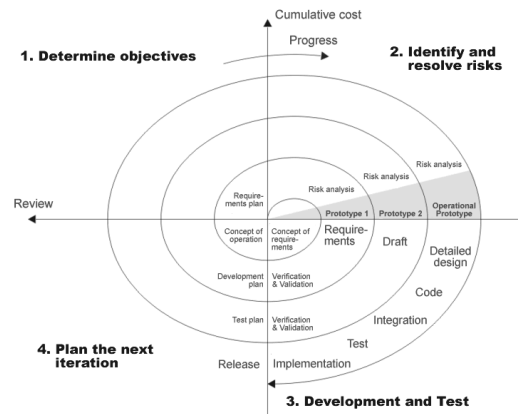 Cumulative cost
Progress
1. Determine objectives
2. Identify and
resolve risks
Risk analysis
Risk analysis
Risk analysis
Require-
ments plan
Review
Prototype 1
Prototype 2
Operational
Prototype
Concept of
operation
Concept of
require-
ments
Require-
ments
Draft
Detailed
design
Development
plan
Verification
& Validation
Code
Test plan
Verification
& Validation
Integration
Test
4. Plan the next
iteration
Release
Implementation
3. Development and Test